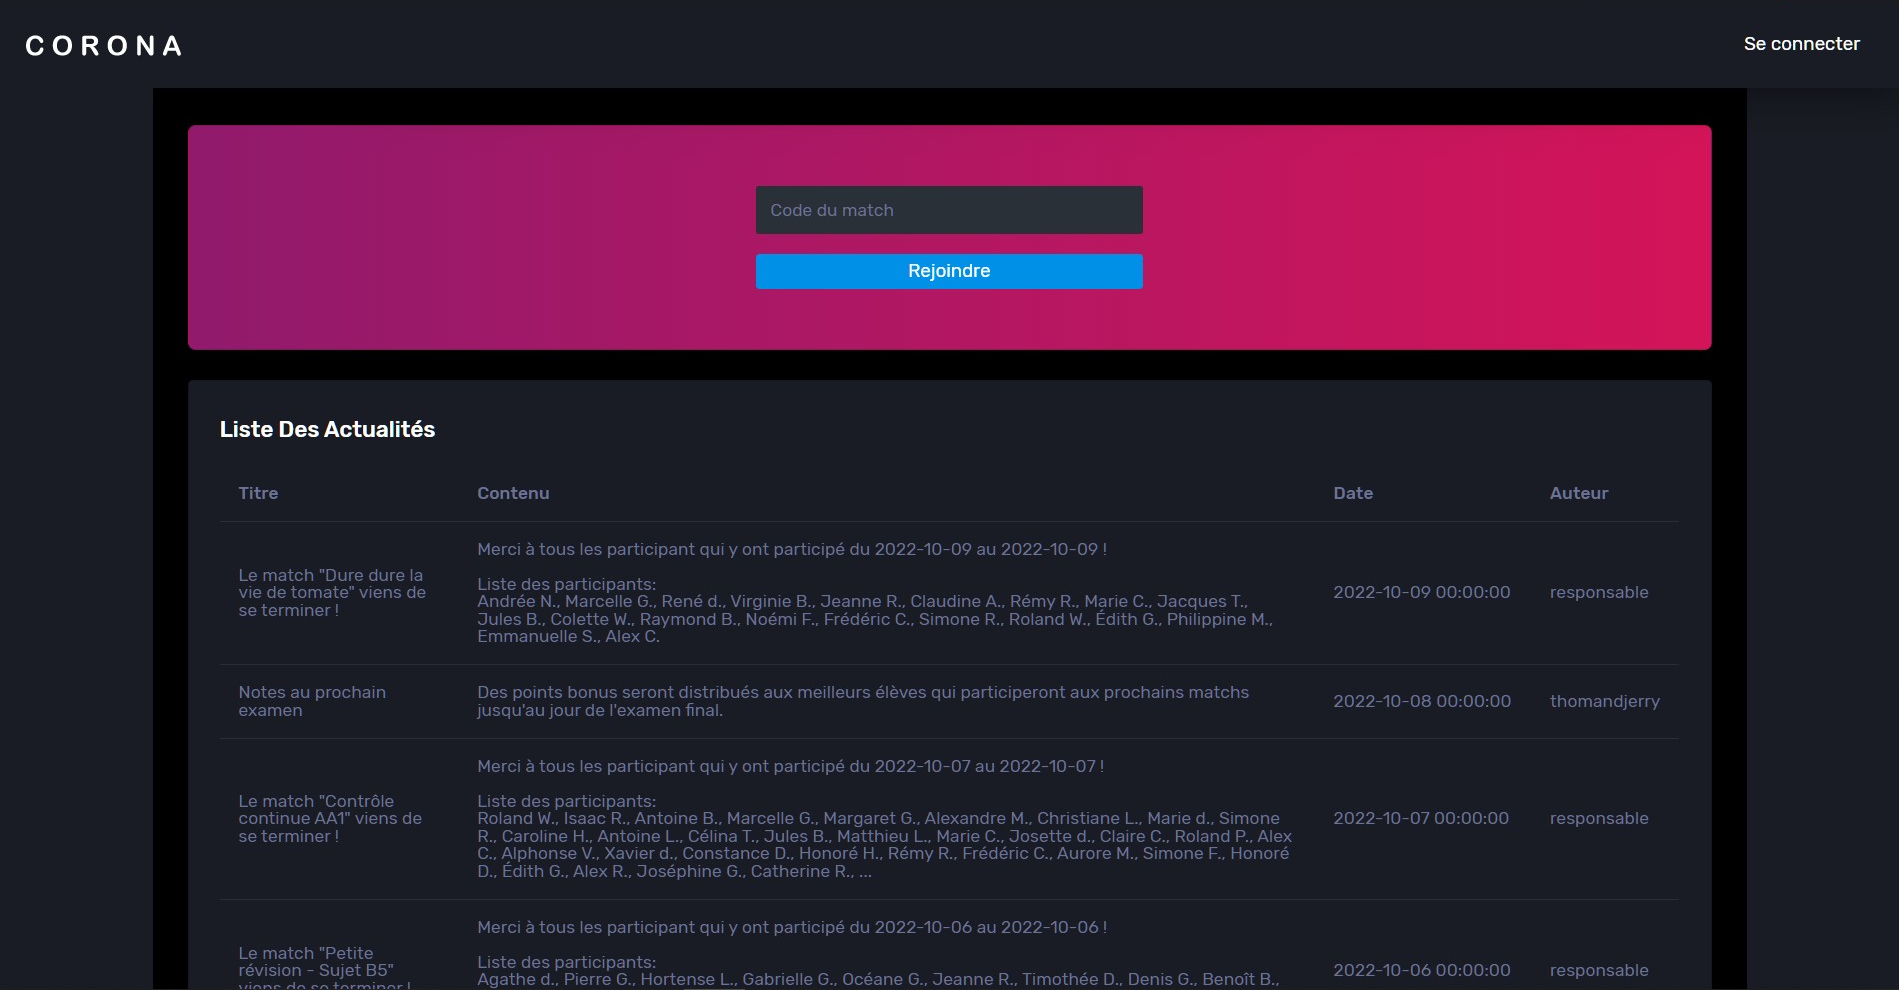 CORONA
Se connecter
Code du match
Rejoindre
Liste Des Actualités
Titre
Contenu
Date
Auteur
Le match "Dure dure la
vie de tomate" viens de
se terminer !
Merci à tous les participant qui y ont participé du 2022-10-09 au 2022-10-09 !
Liste des participants:
Andrée N., Marcelle G., René d., Virginie B., Jeanne R., Claudine A., Rémy R., Marie C., Jacques T.,
Jules B., Colette W., Raymond B., Noémi F., Frédéric C., Simone R., Roland W., Édith G., Philippine M.,
Emmanuelle S., Alex C.
2022-10-09 00:00:00
responsable
Notes au prochain
examen
Des points bonus seront distribués aux meilleurs élèves qui participeront aux prochains matchs
jusqu'au jour de l'examen final.
2022-10-08 00:00:00
thomandjerry
Le match "Contrôle
continue AA1" viens de
se terminer !
Merci à tous les participant qui y ont participé du 2022-10-07 au 2022-10-07 !
Liste des participants:
Roland W., Isaac R., Antoine B., Marcelle G., Margaret G., Alexandre M., Christiane L., Marie d., Simone
R., Caroline H., Antoine L., Célina T., Jules B., Matthieu L., Marie C., Josette d., Claire C., Roland P., Alex
C., Alphonse V., Xavier d., Constance D., Honoré H., Rémy R., Frédéric C., Aurore M., Simone F., Honoré
D., Édith G., Alex R., Joséphine G., Catherine R., ...
2022-10-07 00:00:00
responsable
Le match "Petite
révision - Sujet B5"
viens de se terminer !
Merci à tous les participant qui y ont participé du 2022-10-06 au 2022-10-06 !
Liste des participants:
Agathe d., Pierre G., Hortense L., Gabrielle G., Océane G., Jeanne R., Timothée D., Denis G., Benoît B.,
2022-10-06 00:00:00
responsable